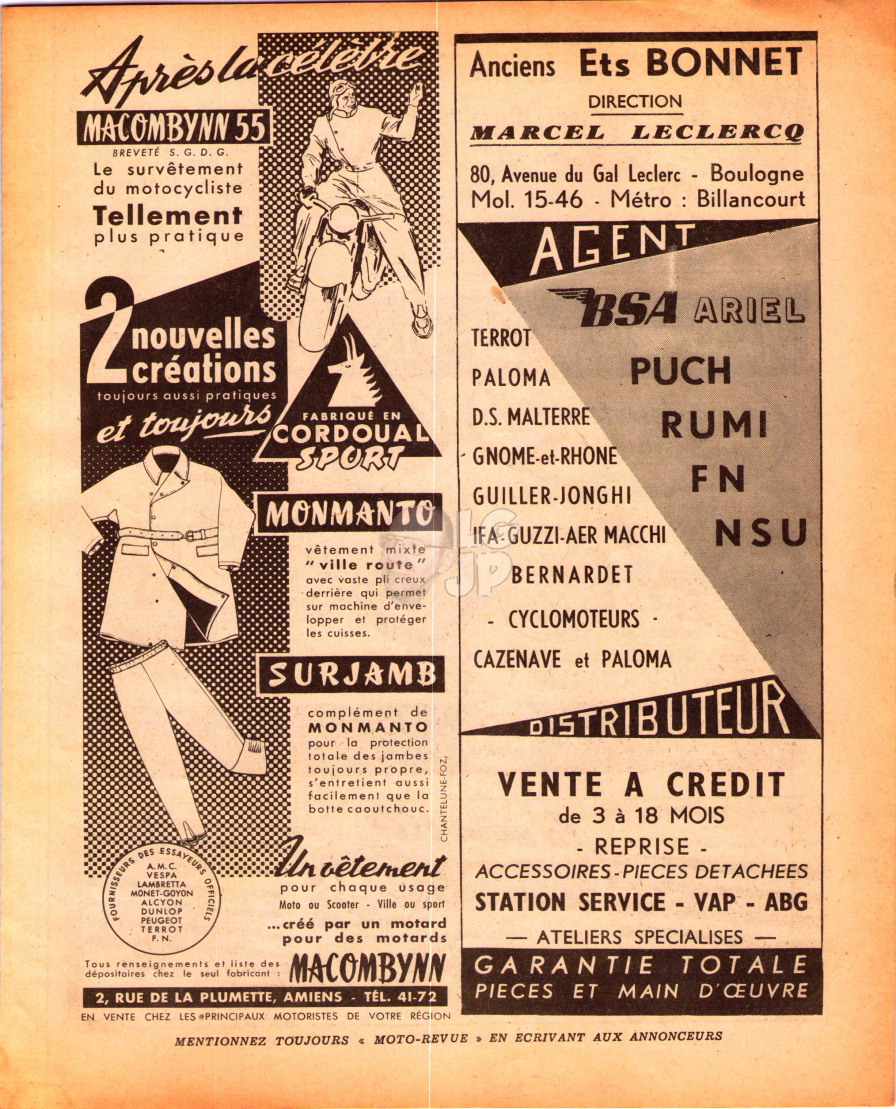 Après la célèbre
MACOMBYNN 55
BREVETÉ S. G. D. G.
Le survêtement
du motocycliste
Tellement
plus pratique
2 nouvelles
créations
toujours aussi pratiques
et toujours
FABRIQUÉ EN
CORDOUAL
SPORT
MONMANTO
vêtement mixte
"ville route"
avec vaste pli creux
derrière qui permet
sur machine d'enve-
lopper et protéger
les cuisses.
SURJAMB
complément de
MONMANTO
pour la protection
totale des jambes
toujours propre,
s'entretient aussi
facilement que la
botte caoutchouc.
CHANTELUNE-FOZ,
FOURNISSEURS DES ESSAYEURS OFFICIELS
A.M.C.
VESPA
LAMBRETTA
MONET-GOYON
ALCYON
DUNLOP
PEUGEOT
TERROT
F. N.
Un vêtement
pour chaque usage
Moto ou Scooter - Ville ou sport
...créé par un motard
pour des motards
Tous renseignements et liste des
dépositaires chez le seul fabricant :
MACOMBYNN
2, RUE DE LA PLUMETTE, AMIENS - TÉL. 41-72
EN VENTE CHEZ LES PRINCIPAUX MOTORISTES DE VOTRE RÉGION
Anciens Ets BONNET
DIRECTION
MARCEL LECLERCQ
80, Avenue du Gal Leclerc - Boulogne
Mol. 15-46 - Métro : Billancourt
AGENT
BSA ARIEL
PUCH
RUMI
FN
NSU
TERROT
PALOMA
D.S. MALTERRE
GNOME-et-RHONE
GUILLER-JONGHI
IFA-GUZZI-AER MACCHI
BERNARDET
- CYCLOMOTEURS -
CAZENAVE et PALOMA
DISTRIBUTEUR
VENTE A CREDIT
de 3 à 18 MOIS
- REPRISE -
ACCESSOIRES - PIECES DETACHEES
STATION SERVICE - VAP - ABG
— ATELIERS SPECIALISES —
GARANTIE TOTALE
PIECES ET MAIN D'ŒUVRE
MENTIONNEZ TOUJOURS « MOTO-REVUE » EN ECRIVANT AUX ANNONCEURS